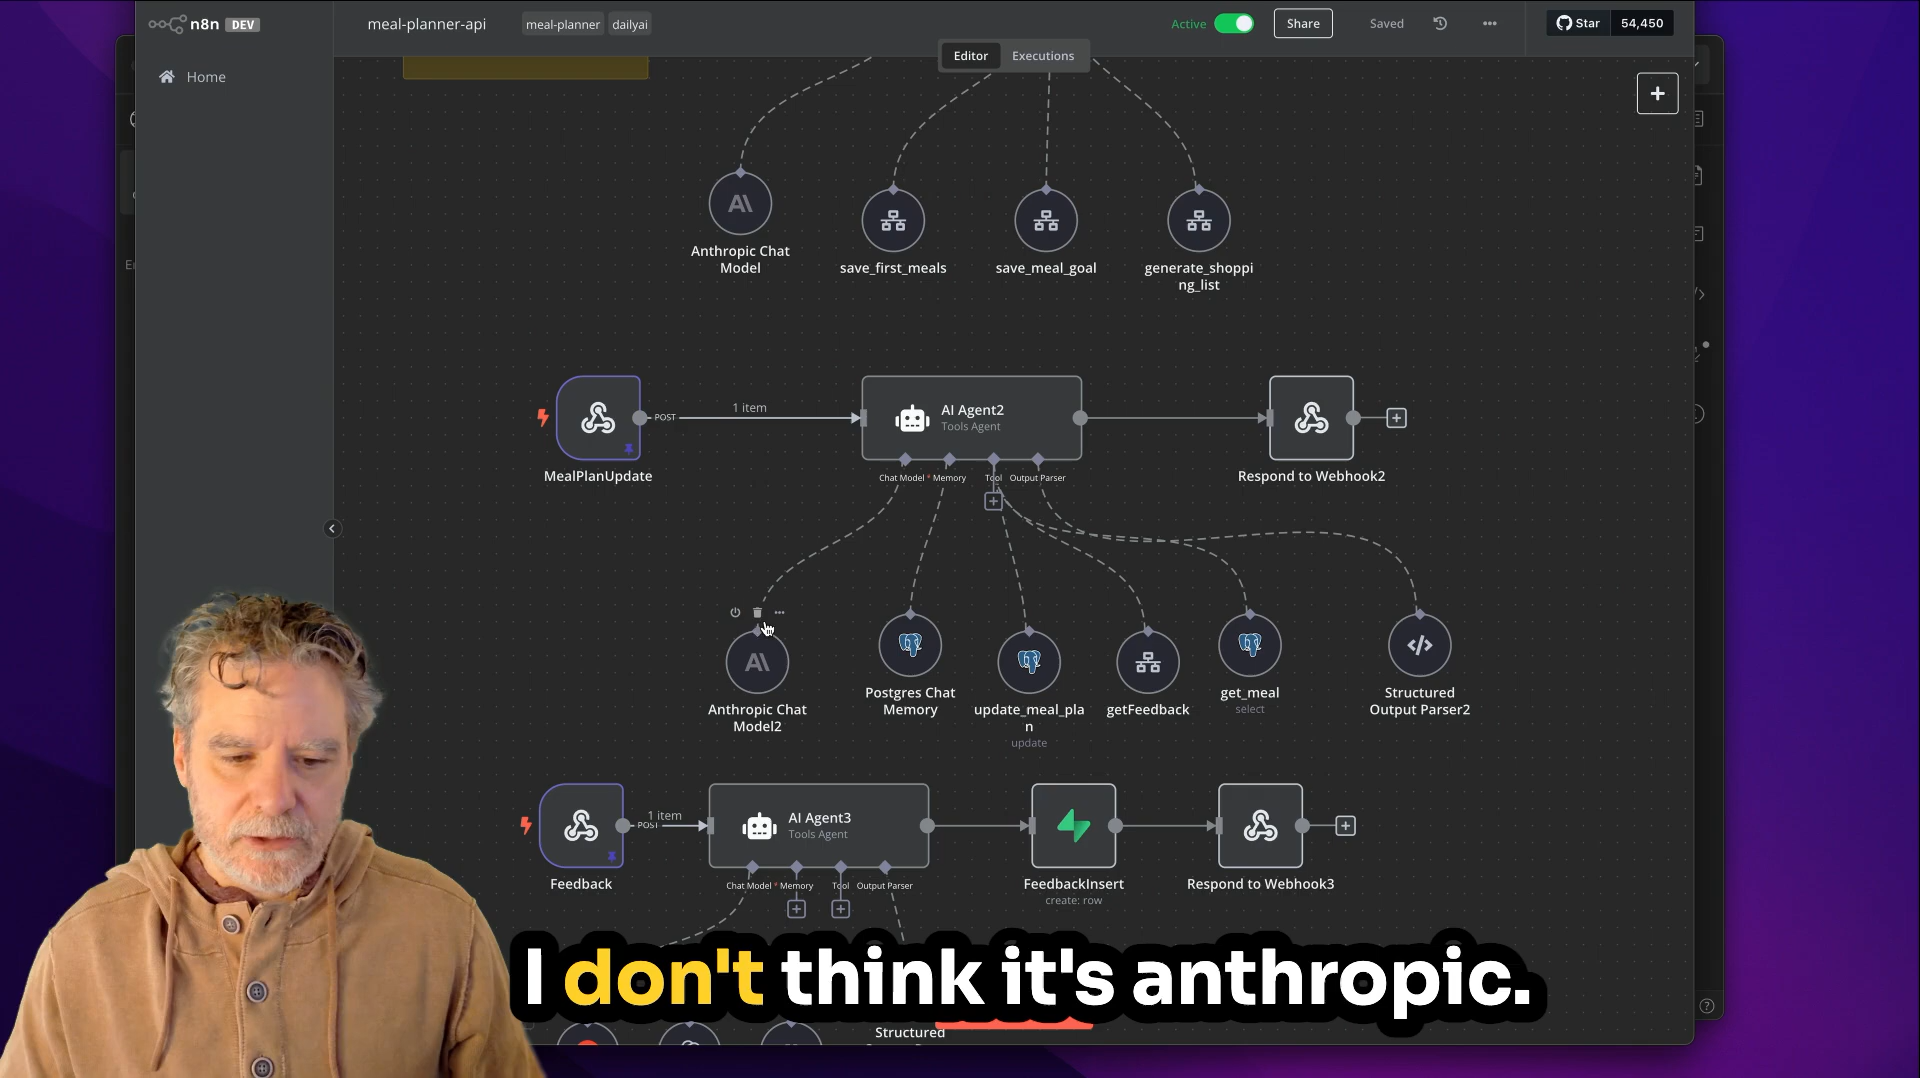 n8n DEV
meal-planner-api
meal-planner
dailyai
Active
Share
Saved
Star
54,450
Home
Editor
Executions
Anthropic Chat
Model
save_first_meals
save_meal_goal
generate_shoppi
ng_list
POST
1 item
AI Agent2
Tools Agent
MealPlanUpdate
Respond to Webhook2
Chat Model *
Memory
Tool
Output Parser
Anthropic Chat
Model2
Postgres Chat
Memory
update_meal_pla
n
update
getFeedback
get_meal
select
Structured
Output Parser2
1 item
POST
AI Agent3
Tools Agent
Feedback
FeedbackInsert
create: row
Respond to Webhook3
Chat Model *
Memory
Tool
Output Parser
I don't think it's anthropic.
Structured